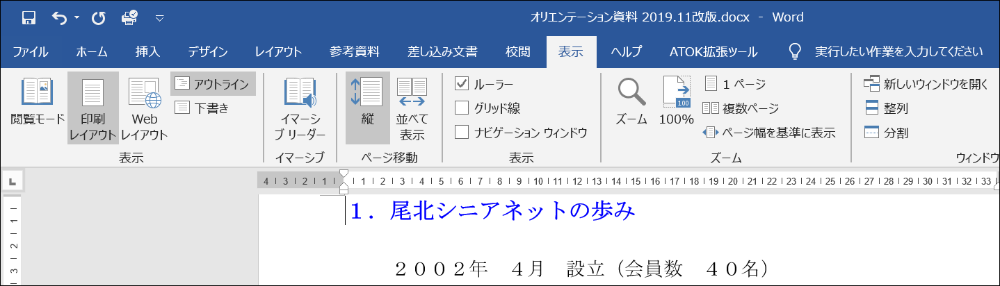 オリエンテーション資料 2019.11改版.docx - Word
ファイル ホーム 挿入 デザイン レイアウト 参考資料 差し込み文書 校閲 表示 ヘルプ ATOK拡張ツール 実行したい作業を入力してください
閲覧モード
印刷
レイアウト
Web
レイアウト
アウトライン
下書き
表示
イマーシ
ブ リーダー
イマーシブ
縦
並べて
表示
ページ移動
ルーラー
グリッド線
ナビゲーション ウィンドウ
表示
ズーム
100
100%
1 ページ
複数ページ
ページ幅を基準に表示
ズーム
新しいウィンドウを開く
整列
分割
ウィンドウ
4 3 2 1 1 2 3 4 5 6 7 8 9 10 11 12 13 14 15 16 17 18 19 20 21 22 23 24 25 26 27 28 29 30 31 32 33
1
2
3
１．尾北シニアネットの歩み
２００２年　４月　設立（会員数　４０名）